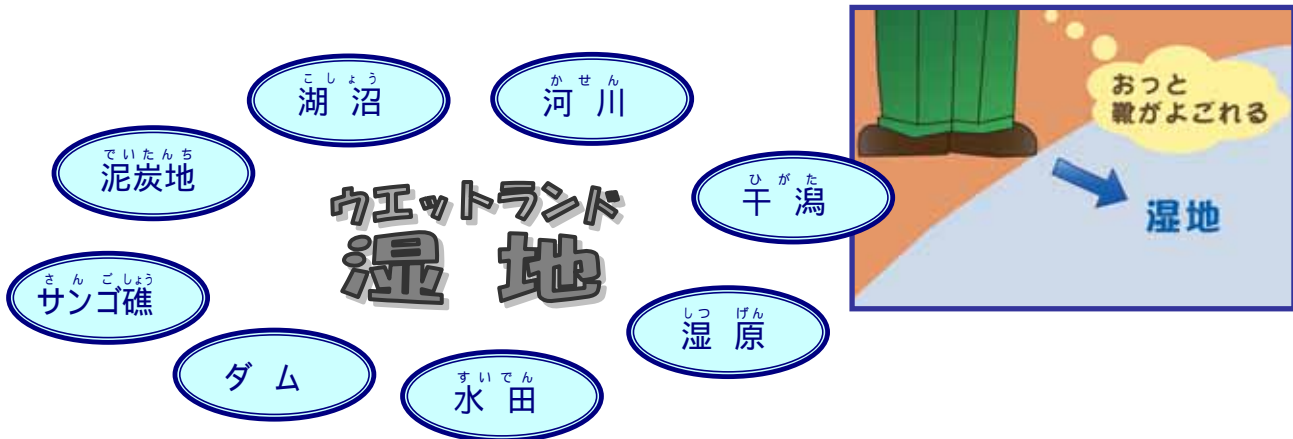 こしょう
湖沼
かせん
河川
でいたんち
泥炭地
ひがた
干潟
ウエットランド
湿地
さんごしょう
サンゴ礁
ダム
すいでん
水田
しつげん
湿原
おっと
靴がよごれる
湿地